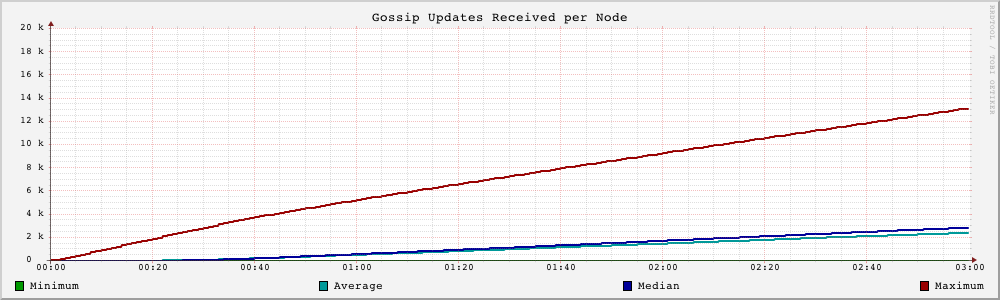 Gossip Updates Received per Node
RRDTOOL / TOBI OETIKER
20 k
18 k
16 k
14 k
12 k
10 k
8 k
6 k
4 k
2 k
0
00:00 00:20 00:40 01:00 01:20 01:40 02:00 02:20 02:40 03:00
Minimum Average Median Maximum